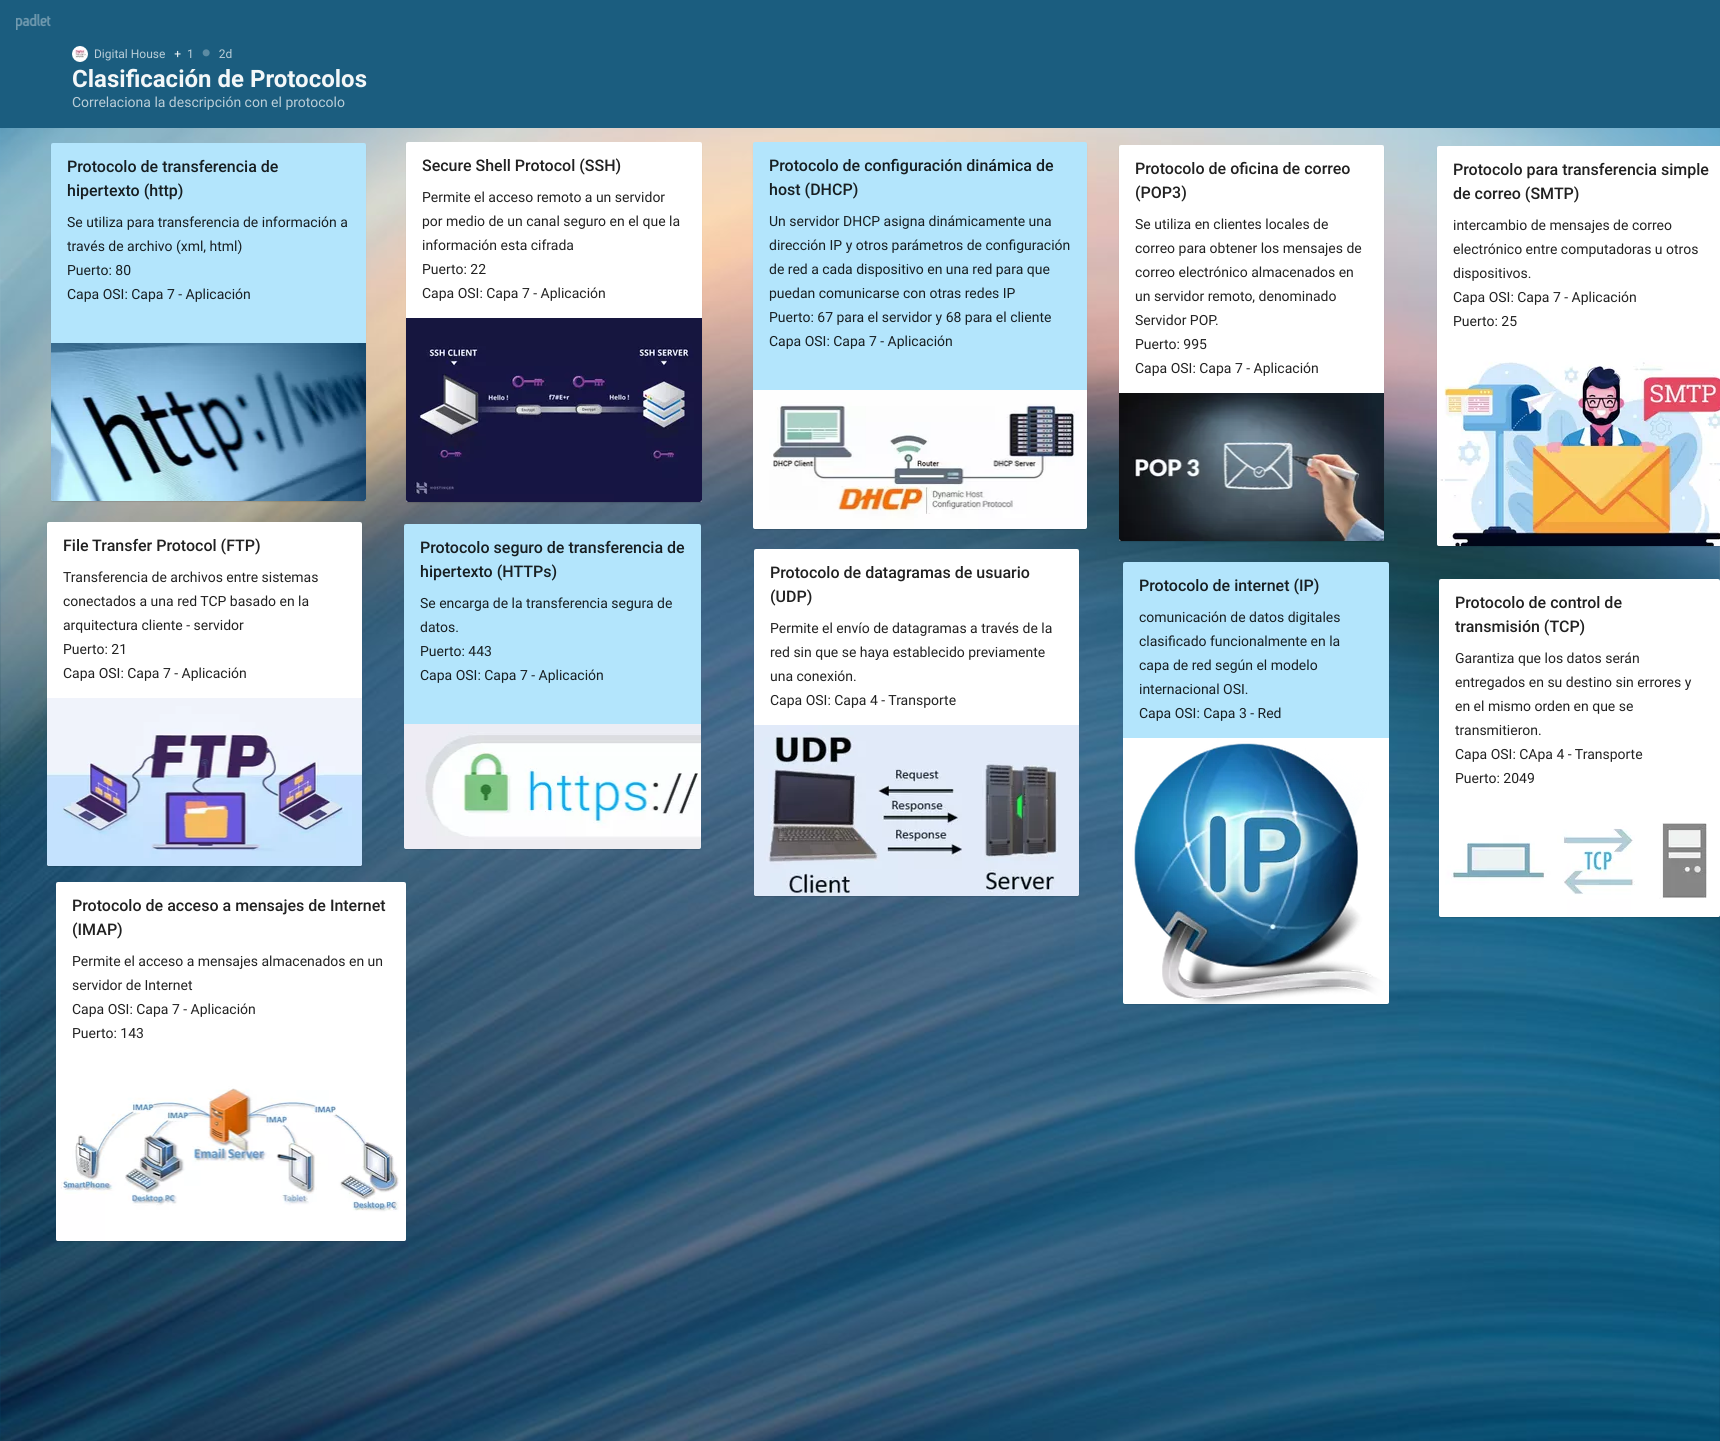 padlet
Digital House + 1 2d
Clasificación de Protocolos
Correlaciona la descripción con el protocolo
Protocolo de transferencia de
hipertexto (http)
Se utiliza para transferencia de información a
través de archivo (xml, html)
Puerto: 80
Capa OSI: Capa 7 - Aplicación
http://www
Secure Shell Protocol (SSH)
Permite el acceso remoto a un servidor
por medio de un canal seguro en el que la
información esta cifrada
Puerto: 22
Capa OSI: Capa 7 - Aplicación
SSH CLIENT
SSH SERVER
Hello !
f7#E+r
Hello !
Protocolo de configuración dinámica de
host (DHCP)
Un servidor DHCP asigna dinámicamente una
dirección IP y otros parámetros de configuración
de red a cada dispositivo en una red para que
puedan comunicarse con otras redes IP
Puerto: 67 para el servidor y 68 para el cliente
Capa OSI: Capa 7 - Aplicación
DHCP Client
Router
DHCP Server
DHCP
Dynamic Host
Configuration Protocol
Protocolo de oficina de correo
(POP3)
Se utiliza en clientes locales de
correo para obtener los mensajes de
correo electrónico almacenados en
un servidor remoto, denominado
Servidor POP.
Puerto: 995
Capa OSI: Capa 7 - Aplicación
POP 3
Protocolo para transferencia simple
de correo (SMTP)
intercambio de mensajes de correo
electrónico entre computadoras u otros
dispositivos.
Capa OSI: Capa 7 - Aplicación
Puerto: 25
SMTP
File Transfer Protocol (FTP)
Transferencia de archivos entre sistemas
conectados a una red TCP basado en la
arquitectura cliente - servidor
Puerto: 21
Capa OSI: Capa 7 - Aplicación
FTP
Protocolo seguro de transferencia de
hipertexto (HTTPs)
Se encarga de la transferencia segura de
datos.
Puerto: 443
Capa OSI: Capa 7 - Aplicación
https://
Protocolo de datagramas de usuario
(UDP)
Permite el envío de datagramas a través de la
red sin que se haya establecido previamente
una conexión.
Capa OSI: Capa 4 - Transporte
UDP
Request
Response
Response
Client
Server
Protocolo de internet (IP)
comunicación de datos digitales
clasificado funcionalmente en la
capa de red según el modelo
internacional OSI.
Capa OSI: Capa 3 - Red
IP
Protocolo de control de
transmisión (TCP)
Garantiza que los datos serán
entregados en su destino sin errores y
en el mismo orden en que se
transmitieron.
Capa OSI: CApa 4 - Transporte
Puerto: 2049
TCP
Protocolo de acceso a mensajes de Internet
(IMAP)
Permite el acceso a mensajes almacenados en un
servidor de Internet
Capa OSI: Capa 7 - Aplicación
Puerto: 143
IMAP
IMAP
IMAP
IMAP
Email Server
SmartPhone
Desktop PC
Tablet
Desktop PC